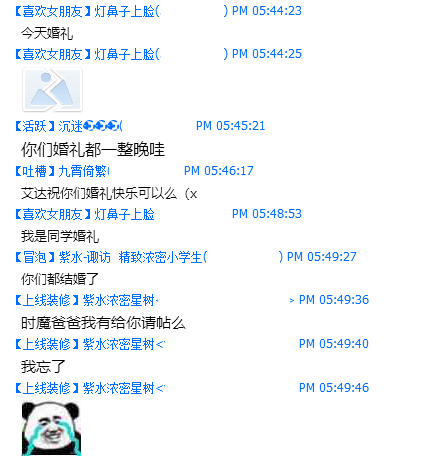 【喜欢女朋友】灯鼻子上脸( ) PM 05:44:23
今天婚礼
【喜欢女朋友】灯鼻子上脸( ) PM 05:44:25
【活跃】沉迷( PM 05:45:21
你们婚礼都一整晚哇
【吐槽】九霄倚繁( PM 05:46:17
艾达祝你们婚礼快乐可以么（x
【喜欢女朋友】灯鼻子上脸 PM 05:48:53
我是同学婚礼
【冒泡】紫水-诹访 精致浓密小学生( ) PM 05:49:27
你们都结婚了
【上线装修】紫水浓密星树· > PM 05:49:36
时魔爸爸我有给你请帖么
【上线装修】紫水浓密星树< PM 05:49:40
我忘了
【上线装修】紫水浓密星树< PM 05:49:46